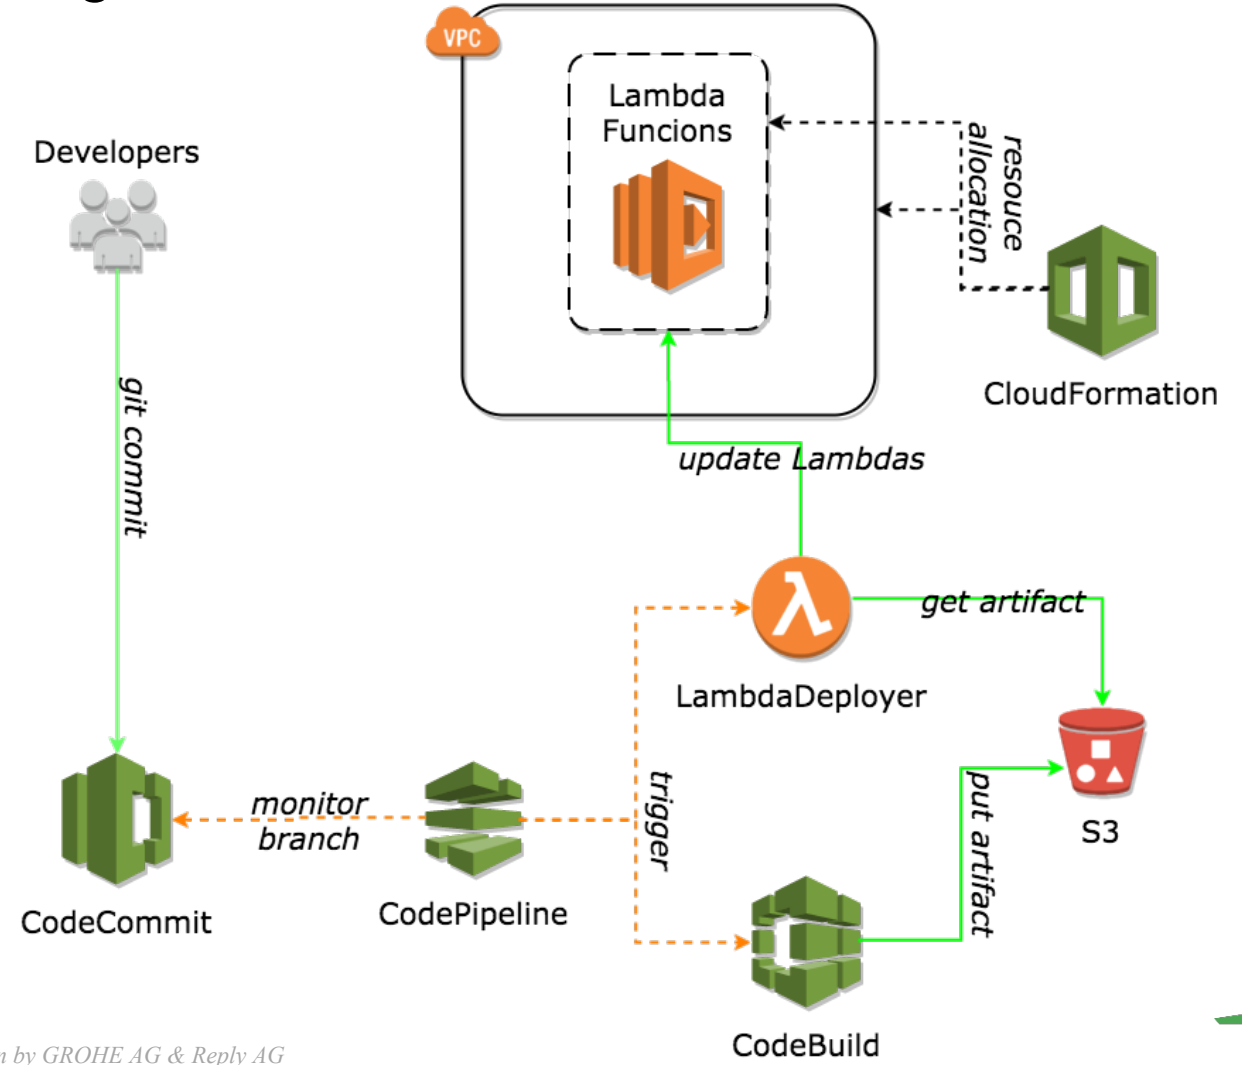 VPC
Lambda
Funcions
resouce
allocation
Developers
CloudFormation
git commit
update Lambdas
get artifact
LambdaDeployer
trigger
monitor
branch
put artifact
S3
CodeCommit
CodePipeline
CodeBuild
by GROHE AG & Reply AG